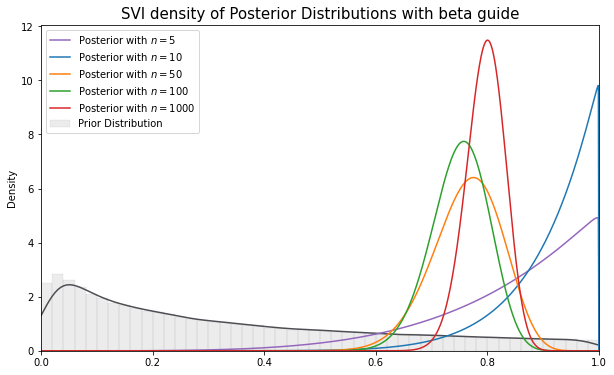 SVI density of Posterior Distributions with beta guide
12
10
8
6
4
2
0
Density
Posterior with n = 5
Posterior with n = 10
Posterior with n = 50
Posterior with n = 100
Posterior with n = 1000
Prior Distribution
0.0 0.2 0.4 0.6 0.8 1.0